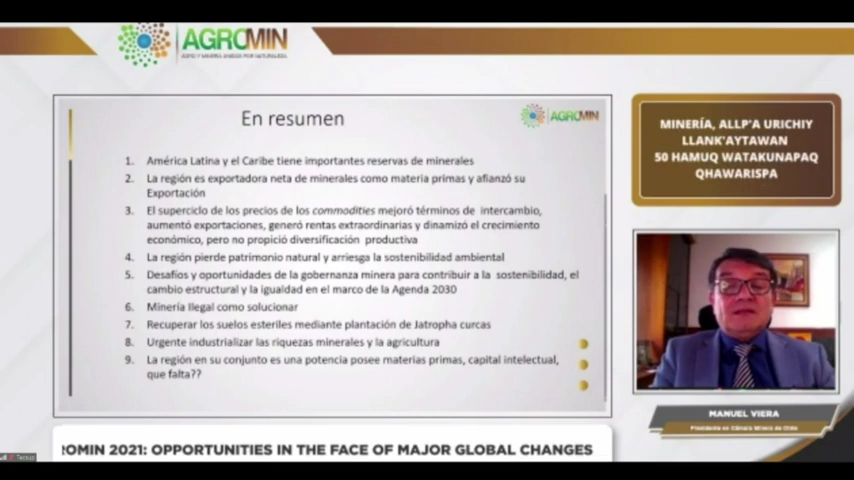 AGROMIN
AGRO Y MINERÍA UNIDOS POR NATURALEZA
En resumen
AGROMIN
1. América Latina y el Caribe tiene importantes reservas de minerales
2. La región es exportadora neta de minerales como materia primas y afianzó su
Exportación
3. El superciclo de los precios de los commodities mejoró términos de intercambio,
aumentó exportaciones, generó rentas extraordinarias y dinamizó el crecimiento
económico, pero no propició diversificación productiva
4. La región pierde patrimonio natural y arriesga la sostenibilidad ambiental
5. Desafíos y oportunidades de la gobernanza minera para contribuir a la sostenibilidad, el
cambio estructural y la igualdad en el marco de la Agenda 2030
6. Minería Ilegal como solucionar
7. Recuperar los suelos esteriles mediante plantación de Jatropha curcas
8. Urgente industrializar las riquezas minerales y la agricultura
9. La región en su conjunto es una potencia posee materias primas, capital intelectual,
que falta??
MINERÍA, ALLP'A URICHIY
LLANK'AYTAWAN
50 HAMUQ WATAKUNAPAQ
QHAWARISPA
MANUEL VIERA
Presidente en Cámara Minera de Chile
ROMIN 2021: OPPORTUNITIES IN THE FACE OF MAJOR GLOBAL CHANGES